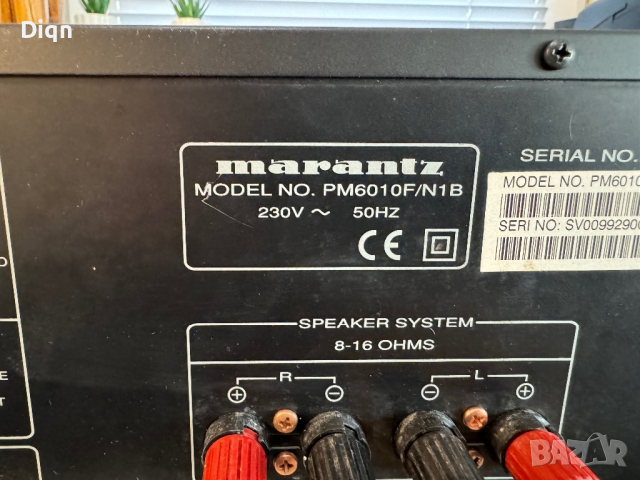 Diqn
marantz
MODEL NO. PM6010F/N1B
230V ~ 50HZ
CE
SERIAL NO.
MODEL NO. PM6010
SERI NO: SV00992900
SPEAKER SYSTEM
8-16 OHMS
+ R − − L +
BAZAR
bg